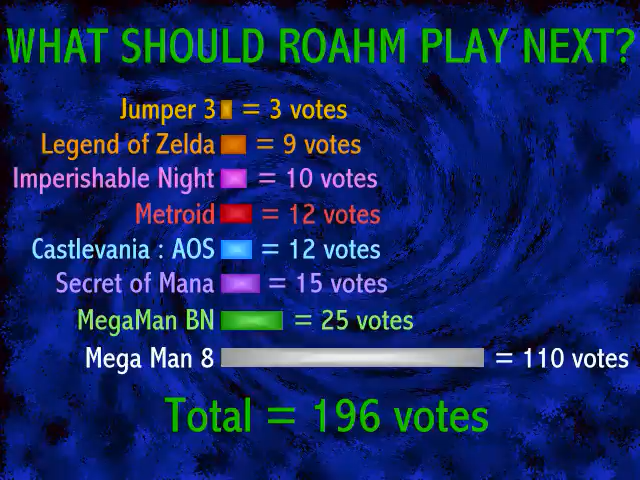 WHAT SHOULD ROAHM PLAY NEXT?
Jumper 3 = 3 votes
Legend of Zelda = 9 votes
Imperishable Night = 10 votes
Metroid = 12 votes
Castlevania : AOS = 12 votes
Secret of Mana = 15 votes
MegaMan BN = 25 votes
Mega Man 8 = 110 votes
Total = 196 votes